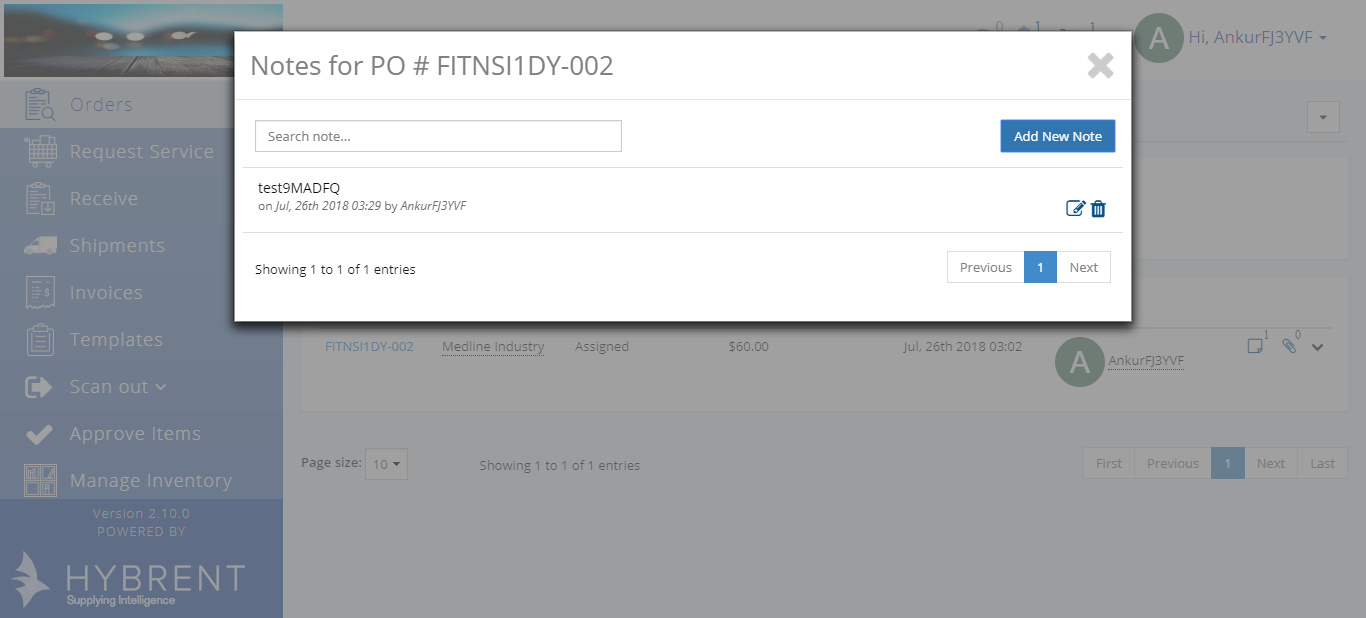 0 1 1
A Hi, AnkurFJ3YVF
Notes for PO # FITNSI1DY-002
Search note...
Add New Note
test9MADFQ
on Jul, 26th 2018 03:29 by AnkurFJ3YVF
Showing 1 to 1 of 1 entries
Previous 1 Next
Orders
Request Service
Receive
Shipments
Invoices
Templates
Scan out
Approve Items
Manage Inventory
Version 2.10.0
POWERED BY
HYBRENT
Supplying Intelligence
FITNSI1DY-002 Medline Industry Assigned $60.00 Jul, 26th 2018 03:02 A AnkurFJ3YVF 1 0
Page size: 10 Showing 1 to 1 of 1 entries
First Previous 1 Next Last